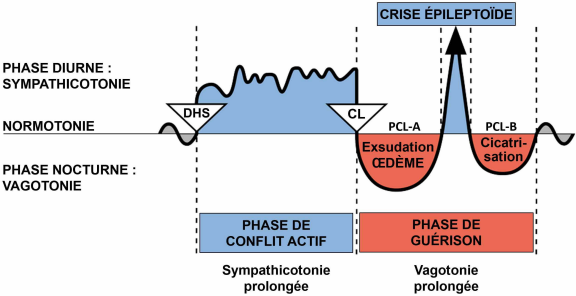 CRISE ÉPILEPTOÏDE
PHASE DIURNE :
SYMPATHICOTONIE
DHS
CL
NORMOTONIE
PCL-A
PCL-B
Exsudation
ŒDÈME
Cicatri-
sation
PHASE NOCTURNE :
VAGOTONIE
PHASE DE
CONFLIT ACTIF
PHASE DE
GUÉRISON
Sympathicotonie
prolongée
Vagotonie
prolongée